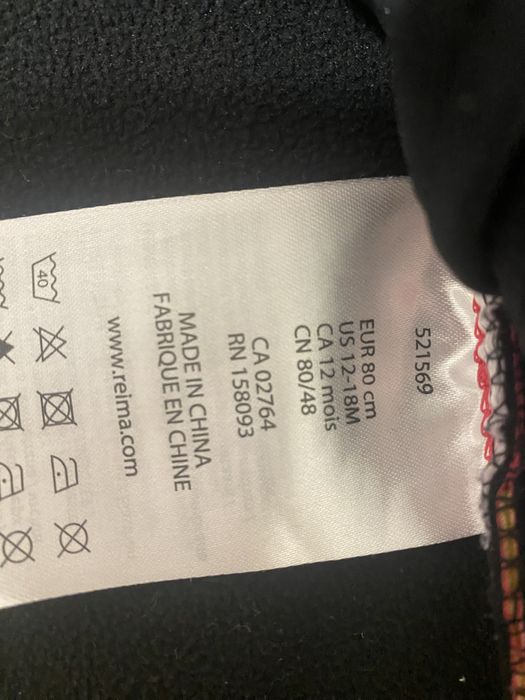 521569
EUR 80 cm
US 12-18M
CA 12 mois
CN 80/48
CA 02764
RN 158093
MADE IN CHINA
FABRIQUE EN CHINE
www.reima.com
40